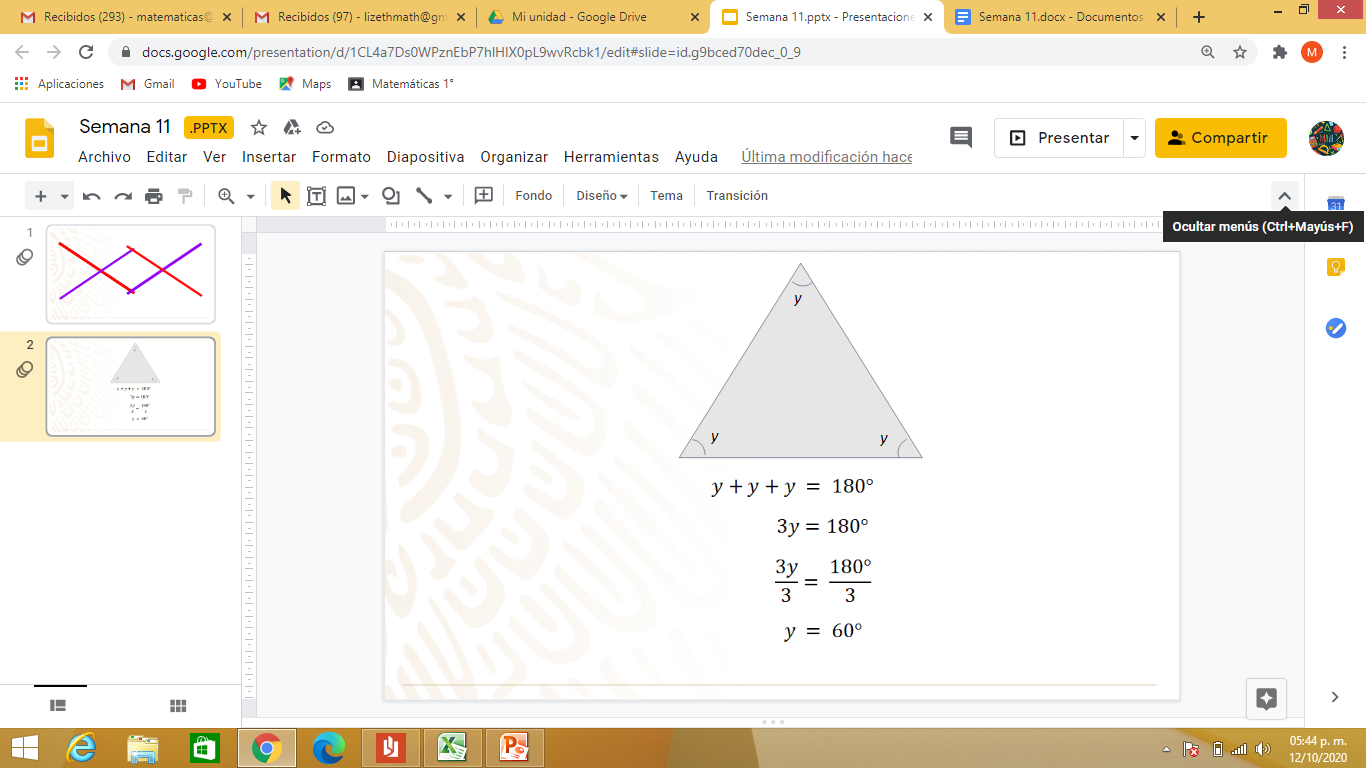 Recibidos (293) - matematicas@
Recibidos (97) - lizethmath@gm
Mi unidad - Google Drive
Semana 11.pptx - Presentacione
Semana 11.docx - Documentos
docs.google.com/presentation/d/1CL4a7Ds0WPznEbP7hIHIX0pL9wvRcbk1/edit#slide=id.g9bced70dec_0_9
M
Aplicaciones
Gmail
YouTube
Maps
Matemáticas 1°
Semana 11
.PPTX
Presentar
Compartir
Archivo
Editar
Ver
Insertar
Formato
Diapositiva
Organizar
Herramientas
Ayuda
Última modificación hace
Fondo
Diseño
Tema
Transición
31
Ocultar menús (Ctrl+Mayús+F)
1
2
y
y
y
y + y + y = 180°
3y = 180°
3y/3 = 180°/3
y = 60°
05:44 p. m.
12/10/2020